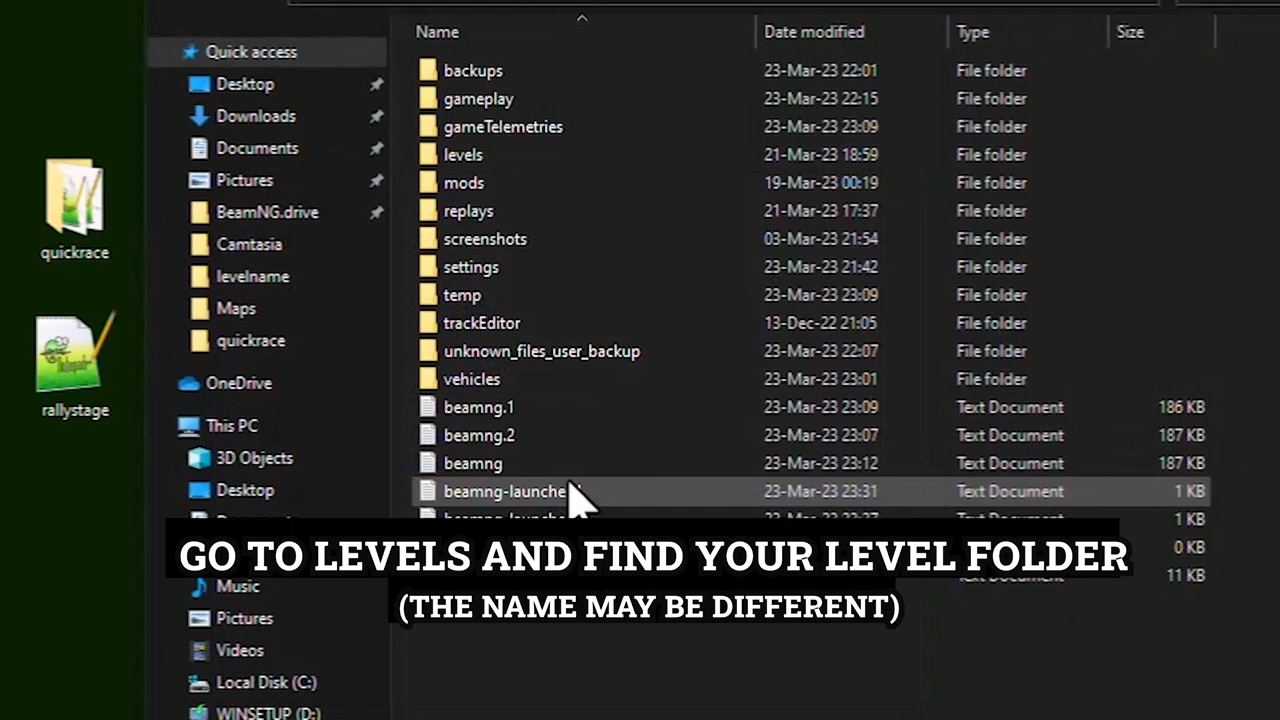 Name Date modified Type Size
Quick access
Desktop
Downloads
Documents
Pictures
BeamNG.drive
Camtasia
levelname
Maps
quickrace
OneDrive
This PC
3D Objects
Desktop
Music
Pictures
Videos
Local Disk (C:)
WINSETUP (D:)
quickrace
rallystage
backups 23-Mar-23 22:01 File folder
gameplay 23-Mar-23 22:15 File folder
gameTelemetries 23-Mar-23 23:09 File folder
levels 21-Mar-23 18:59 File folder
mods 19-Mar-23 00:19 File folder
replays 21-Mar-23 17:37 File folder
screenshots 03-Mar-23 21:54 File folder
settings 23-Mar-23 21:42 File folder
temp 23-Mar-23 23:09 File folder
trackEditor 13-Dec-22 21:05 File folder
unknown_files_user_backup 23-Mar-23 22:07 File folder
vehicles 23-Mar-23 23:01 File folder
beamng.1 23-Mar-23 23:09 Text Document 186 KB
beamng.2 23-Mar-23 23:07 Text Document 187 KB
beamng 23-Mar-23 23:12 Text Document 187 KB
23-Mar-23 23:31 Text Document 1 KB
1 KB
0 KB
11 KB
GO TO LEVELS AND FIND YOUR LEVEL FOLDER
(THE NAME MAY BE DIFFERENT)